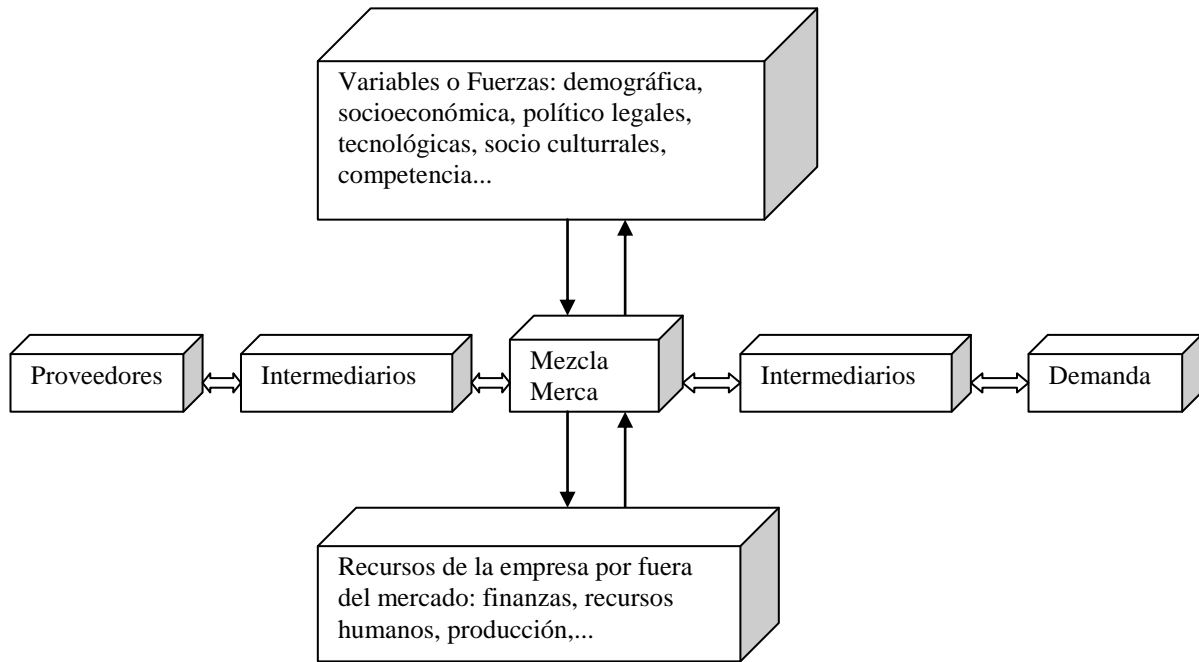 Variables o Fuerzas: demográfica,
socioeconómica, político legales,
tecnológicas, socio culturrales,
competencia...
Proveedores
Intermediarios
Mezcla
Merca
Intermediarios
Demanda
Recursos de la empresa por fuera
del mercado: finanzas, recursos
humanos, producción,...